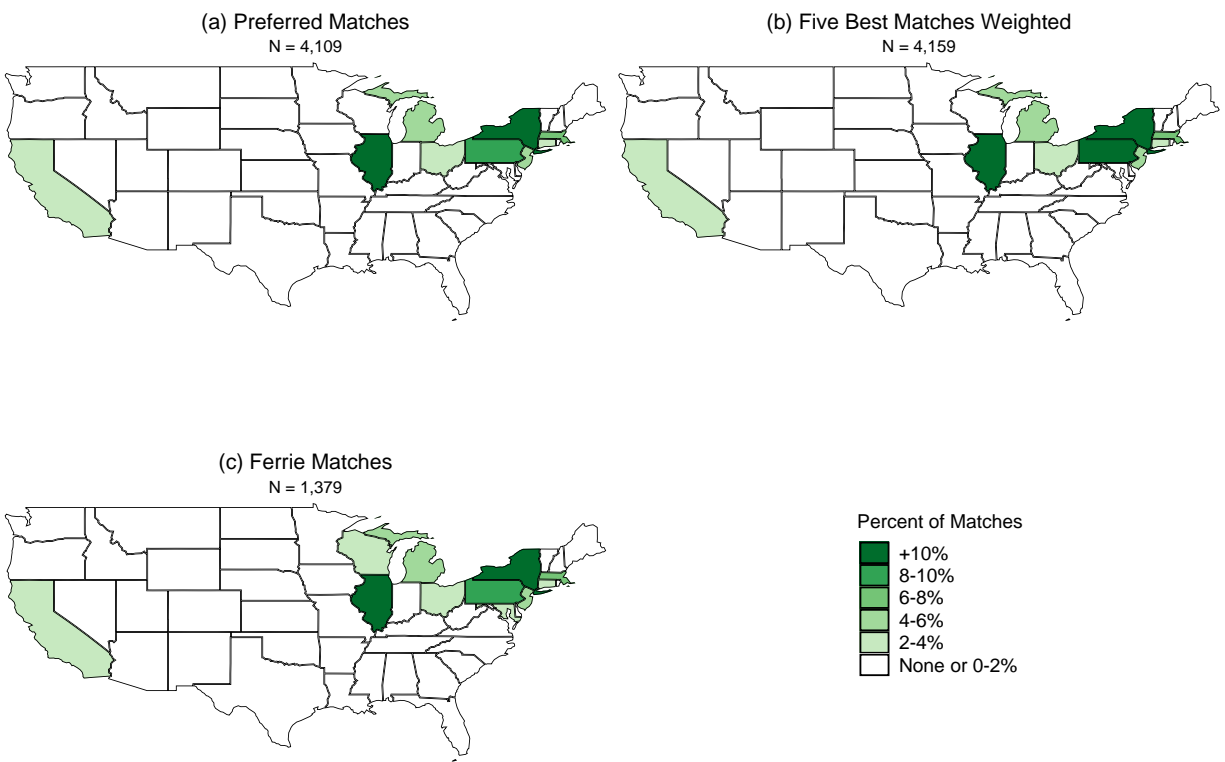 (a) Preferred Matches
N = 4,109
(b) Five Best Matches Weighted
N = 4,159
(c) Ferrie Matches
N = 1,379
Percent of Matches
+10%
8-10%
6-8%
4-6%
2-4%
None or 0-2%